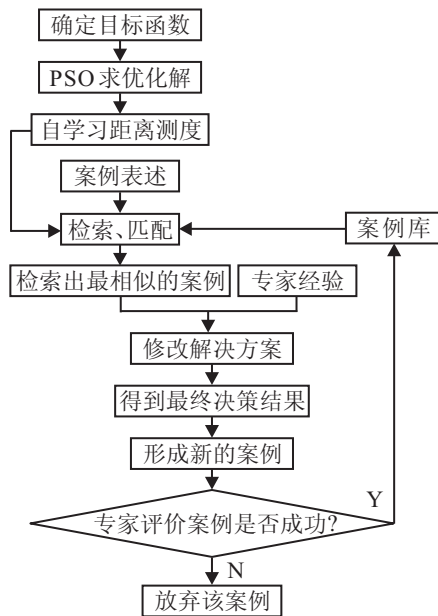 确定目标函数
PSO求优化解
自学习距离测度
案例表述
检索、匹配
案例库
检索出最相似的案例
专家经验
修改解决方案
得到最终决策结果
形成新的案例
专家评价案例是否成功?
Y
N
放弃该案例